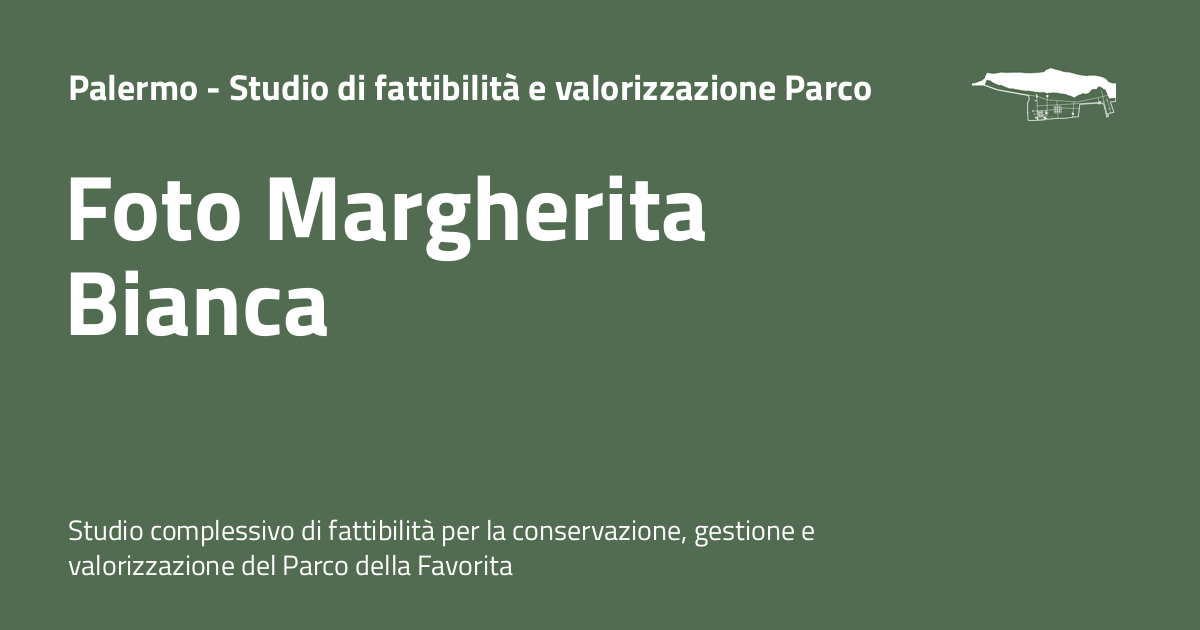 Palermo - Studio di fattibilità e valorizzazione Parco
Foto Margherita
Bianca
Studio complessivo di fattibilità per la conservazione, gestione e
valorizzazione del Parco della Favorita